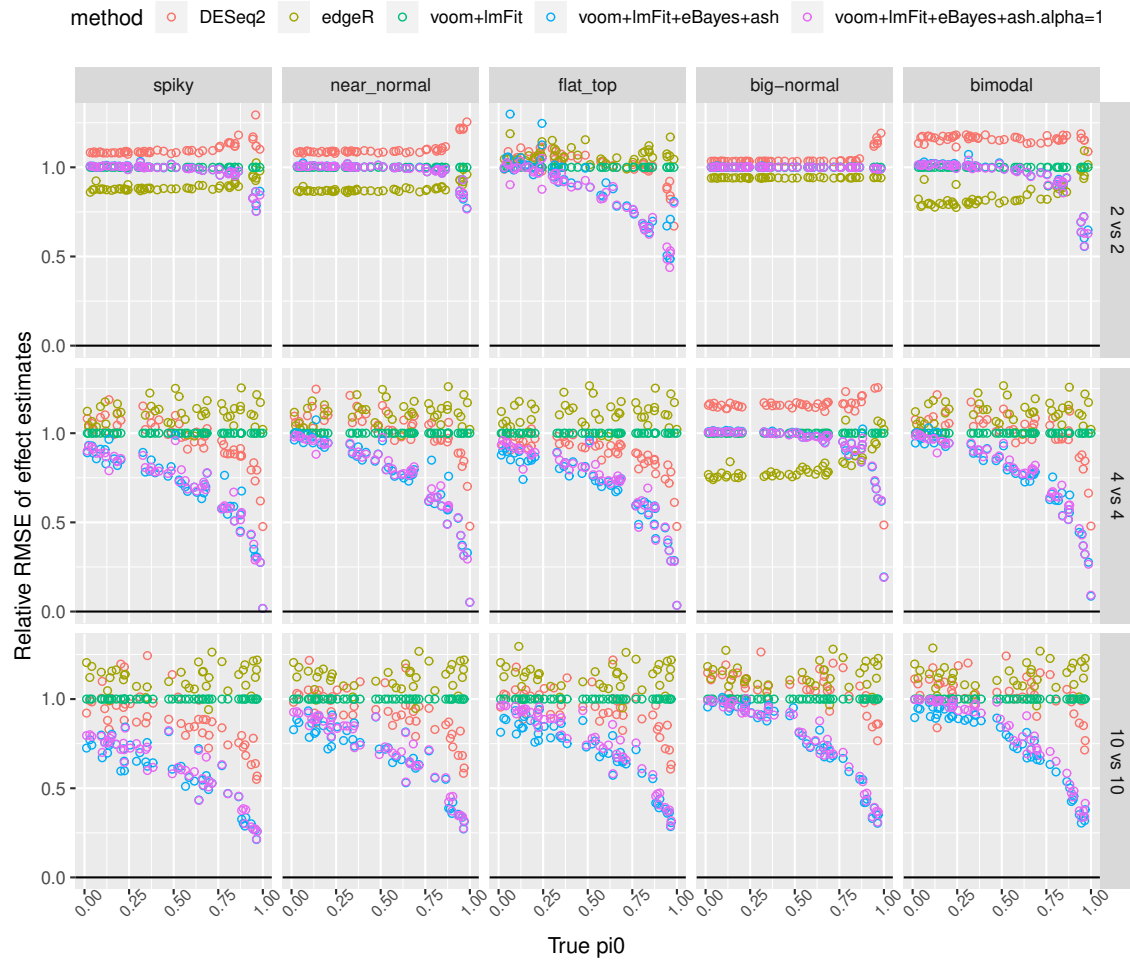 method DESeq2 edgeR voom+lmFit voom+lmFit+eBayes+ash voom+lmFit+eBayes+ash.alpha=1
spiky near_normal flat_top big−normal bimodal
1.0
0.5
0.0
2 vs 2
1.0
0.5
0.0
4 vs 4
1.0
0.5
0.0
10 vs 10
Relative RMSE of effect estimates
0.00 0.25 0.50 0.75 1.00 0.00 0.25 0.50 0.75 1.00 0.00 0.25 0.50 0.75 1.00 0.00 0.25 0.50 0.75 1.00 0.00 0.25 0.50 0.75 1.00
True pi0